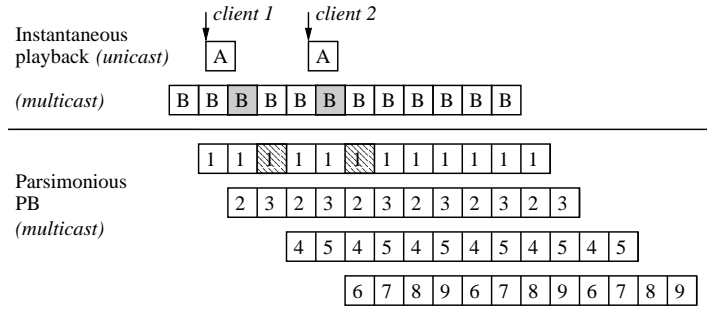 client 1 client 2
Instantaneous
playback (unicast) A A
(multicast) B B B B B B B B B B B B
1 1 1 1 1 1 1 1 1 1 1 1
Parsimonious
PB 2 3 2 3 2 3 2 3 2 3 2 3
(multicast)
4 5 4 5 4 5 4 5 4 5 4 5
6 7 8 9 6 7 8 9 6 7 8 9